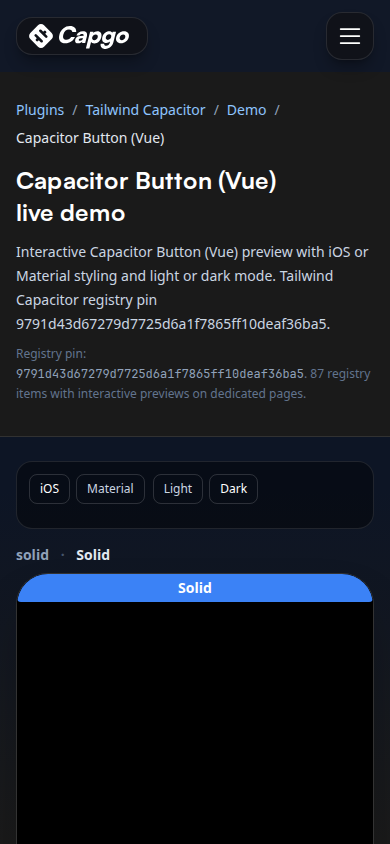 Capgo
Plugins / Tailwind Capacitor / Demo /
Capacitor Button (Vue)
Capacitor Button (Vue)
live demo
Interactive Capacitor Button (Vue) preview with iOS or
Material styling and light or dark mode. Tailwind
Capacitor registry pin
9791d43d67279d7725d6a1f7865ff10deaf36ba5.
Registry pin:
9791d43d67279d7725d6a1f7865ff10deaf36ba5. 87 registry
items with interactive previews on dedicated pages.
iOS Material Light Dark
solid · Solid
Solid